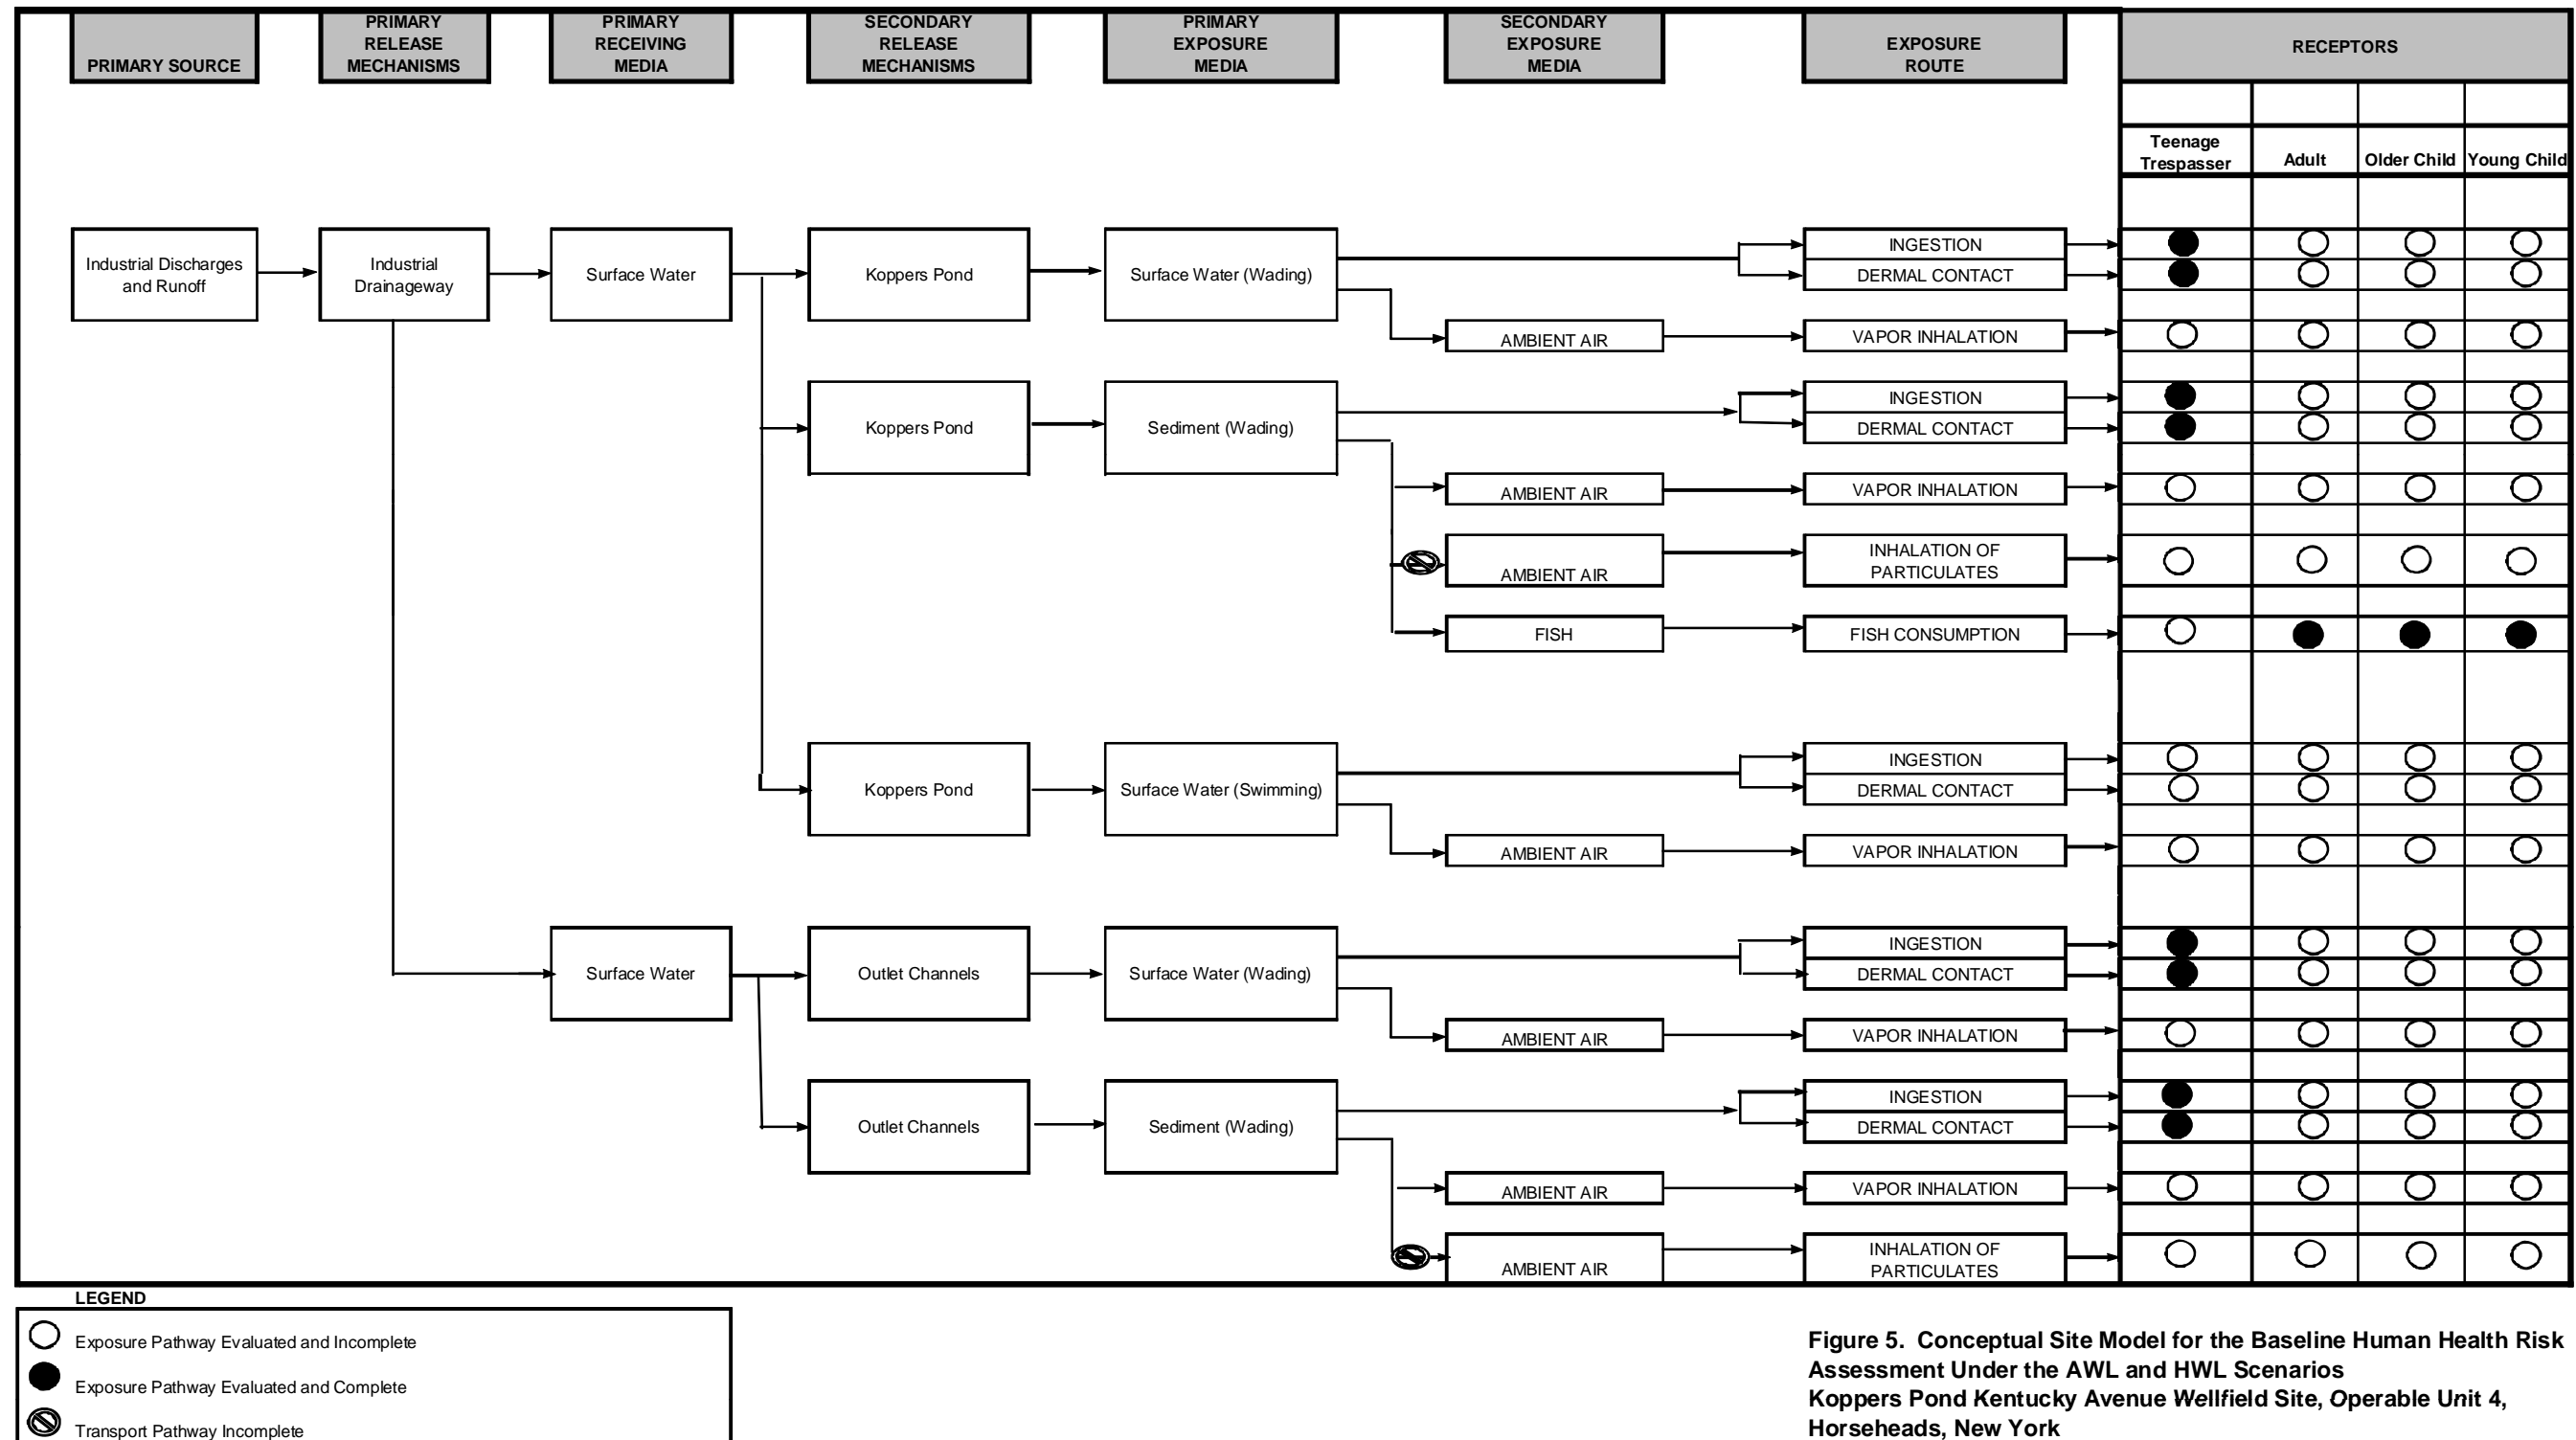 PRIMARY SOURCE
PRIMARY
RELEASE
MECHANISMS
PRIMARY
RECEIVING
MEDIA
SECONDARY
RELEASE
MECHANISMS
PRIMARY
EXPOSURE
MEDIA
SECONDARY
EXPOSURE
MEDIA
EXPOSURE
ROUTE
RECEPTORS
Teenage
Trespasser
Adult
Older Child
Young Child
Industrial Discharges
and Runoff
Industrial
Drainageway
Surface Water
Koppers Pond
Surface Water (Wading)
INGESTION
DERMAL CONTACT
AMBIENT AIR
VAPOR INHALATION
Koppers Pond
Sediment (Wading)
INGESTION
DERMAL CONTACT
AMBIENT AIR
VAPOR INHALATION
AMBIENT AIR
INHALATION OF
PARTICULATES
FISH
FISH CONSUMPTION
Koppers Pond
Surface Water (Swimming)
INGESTION
DERMAL CONTACT
AMBIENT AIR
VAPOR INHALATION
Surface Water
Outlet Channels
Surface Water (Wading)
INGESTION
DERMAL CONTACT
AMBIENT AIR
VAPOR INHALATION
Outlet Channels
Sediment (Wading)
INGESTION
DERMAL CONTACT
AMBIENT AIR
VAPOR INHALATION
AMBIENT AIR
INHALATION OF
PARTICULATES
LEGEND
Exposure Pathway Evaluated and Incomplete
Exposure Pathway Evaluated and Complete
Transport Pathway Incomplete
Figure 5. Conceptual Site Model for the Baseline Human Health Risk
Assessment Under the AWL and HWL Scenarios
Koppers Pond Kentucky Avenue Wellfield Site, Operable Unit 4,
Horseheads, New York